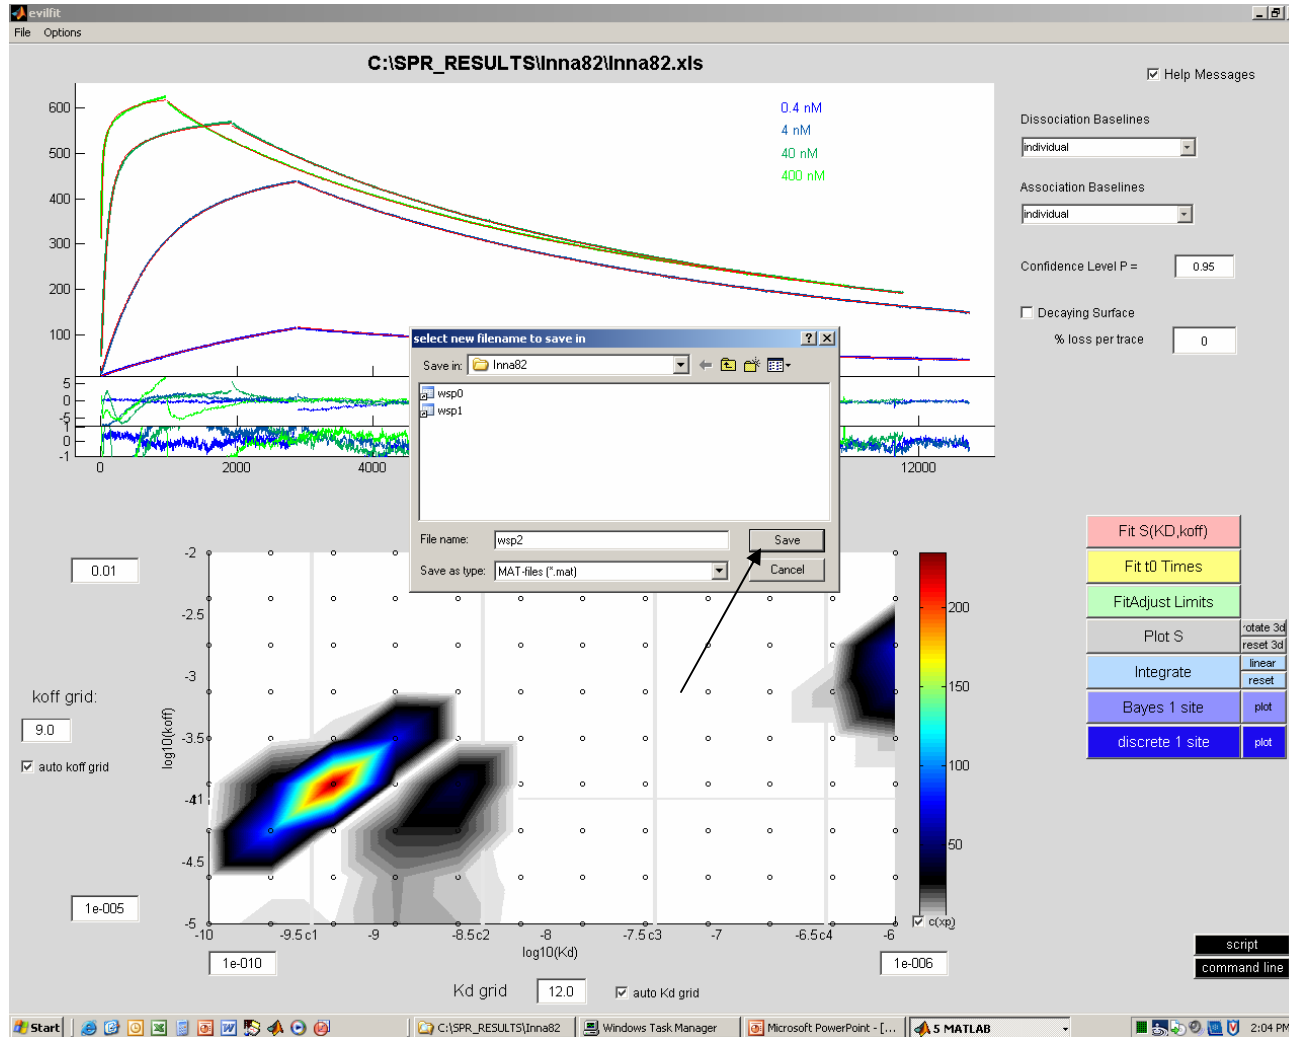 evilfit
File Options
C:\SPR_RESULTS\Inna82\Inna82.xls
Help Messages
600
500
400
300
200
100
0.4 nM
4 nM
40 nM
400 nM
Dissociation Baselines
individual
Association Baselines
individual
Confidence Level P = 0.95
Decaying Surface
% loss per trace 0
5
0
-5
1
0
-1
0 2000 4000 12000
select new filename to save in
Save in: Inna82
wsp0
wsp1
File name: wsp2 Save
Save as type: MAT-files (*.mat) Cancel
0.01
koff grid:
9.0
auto koff grid
1e-005
log10(koff)
-2
-2.5
-3
-3.5
-41
-4.5
-5
-10 -9.5 c1 -9 -8.5 c2 -8 -7.5 c3 -7 -6.5 c4 -6
log10(Kd)
1e-010 1e-006
Kd grid 12.0 auto Kd grid
200
150
100
50
c(xp)
Fit S(KD,koff)
Fit t0 Times
FitAdjust Limits
Plot S rotate 3d
reset 3d
Integrate linear
reset
Bayes 1 site plot
discrete 1 site plot
script
command line
Start C:\SPR_RESULTS\Inna82 Windows Task Manager Microsoft PowerPoint - [... 5 MATLAB 2:04 PM